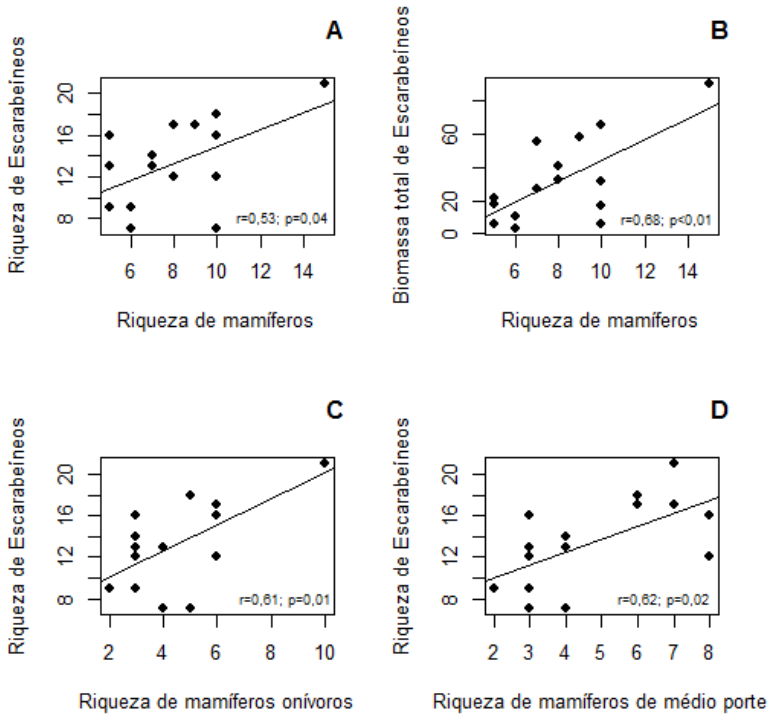 A
Riqueza de Escarabeíneos
20
16
12
8
r=0,53; p=0,04
6 8 10 12 14
Riqueza de mamíferos
B
Biomassa total de Escarabeíneos
60
20
0
r=0,68; p<0,01
6 8 10 12 14
Riqueza de mamíferos
C
Riqueza de Escarabeíneos
20
16
12
8
r=0,61; p=0,01
2 4 6 8 10
Riqueza de mamíferos onívoros
D
Riqueza de Escarabeíneos
20
16
12
8
r=0,62; p=0,02
2 3 4 5 6 7 8
Riqueza de mamíferos de médio porte